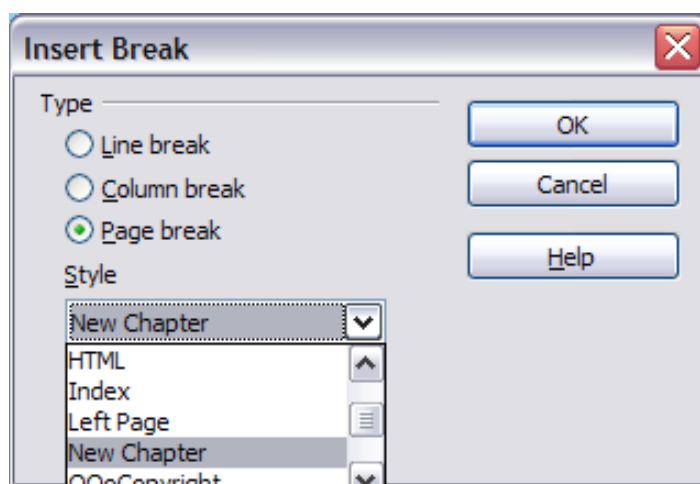 Insert Break
Type
Line break
Column break
Page break
Style
New Chapter
HTML
Index
Left Page
New Chapter
OOoCopyright
OK
Cancel
Help